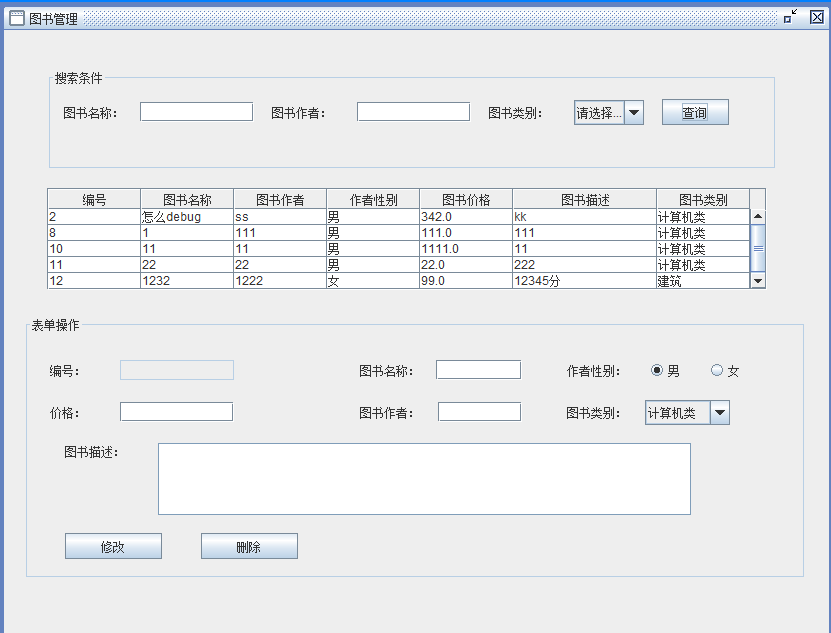 图书管理
搜索条件
图书名称： 图书作者： 图书类别： 请选择... 查询
编号 图书名称 图书作者 作者性别 图书价格 图书描述 图书类别
2 怎么debug ss 男 342.0 kk 计算机类
8 1 111 男 111.0 111 计算机类
10 11 11 男 1111.0 11 计算机类
11 22 22 男 22.0 222 计算机类
12 1232 1222 女 99.0 12345分 建筑
表单操作
编号： 图书名称： 作者性别： 男 女
价格： 图书作者： 图书类别： 计算机类
图书描述：
修改 删除